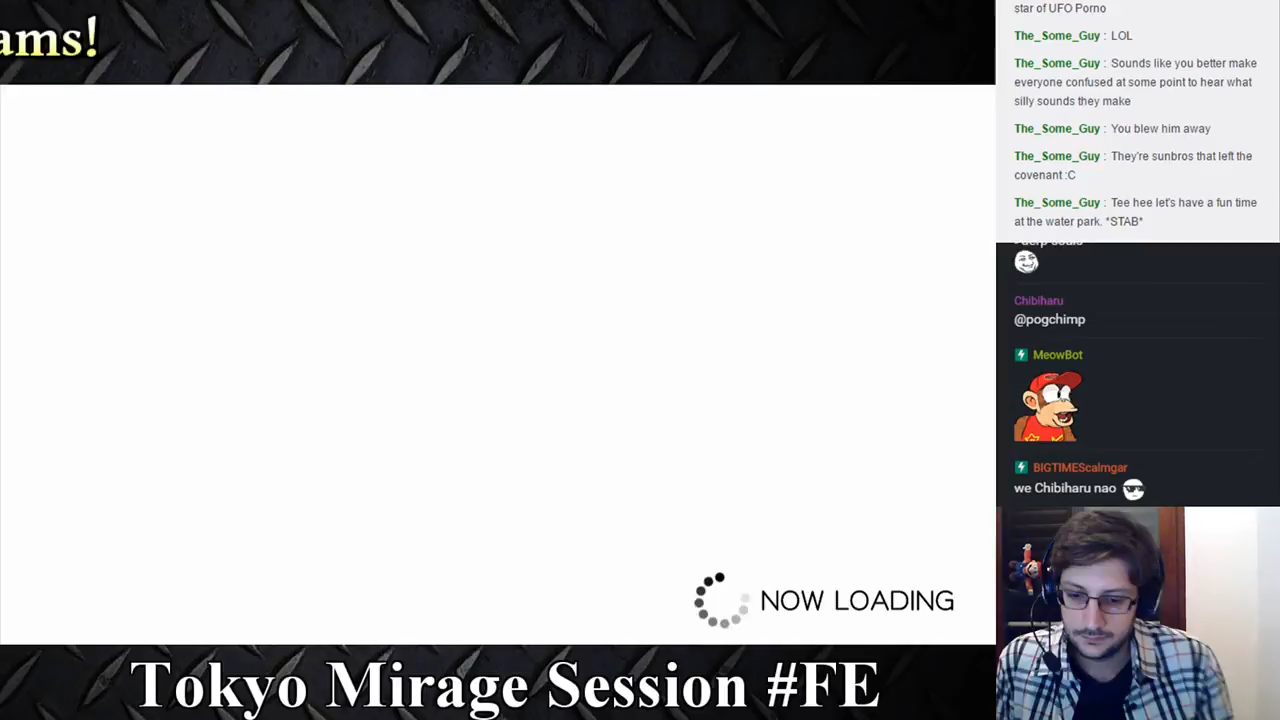 ams!
star of UFO Porno
The_Some_Guy : LOL
The_Some_Guy : Sounds like you better make
everyone confused at some point to hear what
silly sounds they make
The_Some_Guy : You blew him away
The_Some_Guy : They're sunbros that left the
covenant :C
The_Some_Guy : Tee hee let's have a fun time
at the water park. *STAB*
Chibiharu
@pogchimp
MeowBot
BIGTIMEScalmgar
we Chibiharu nao
NOW LOADING
Tokyo Mirage Session #FE